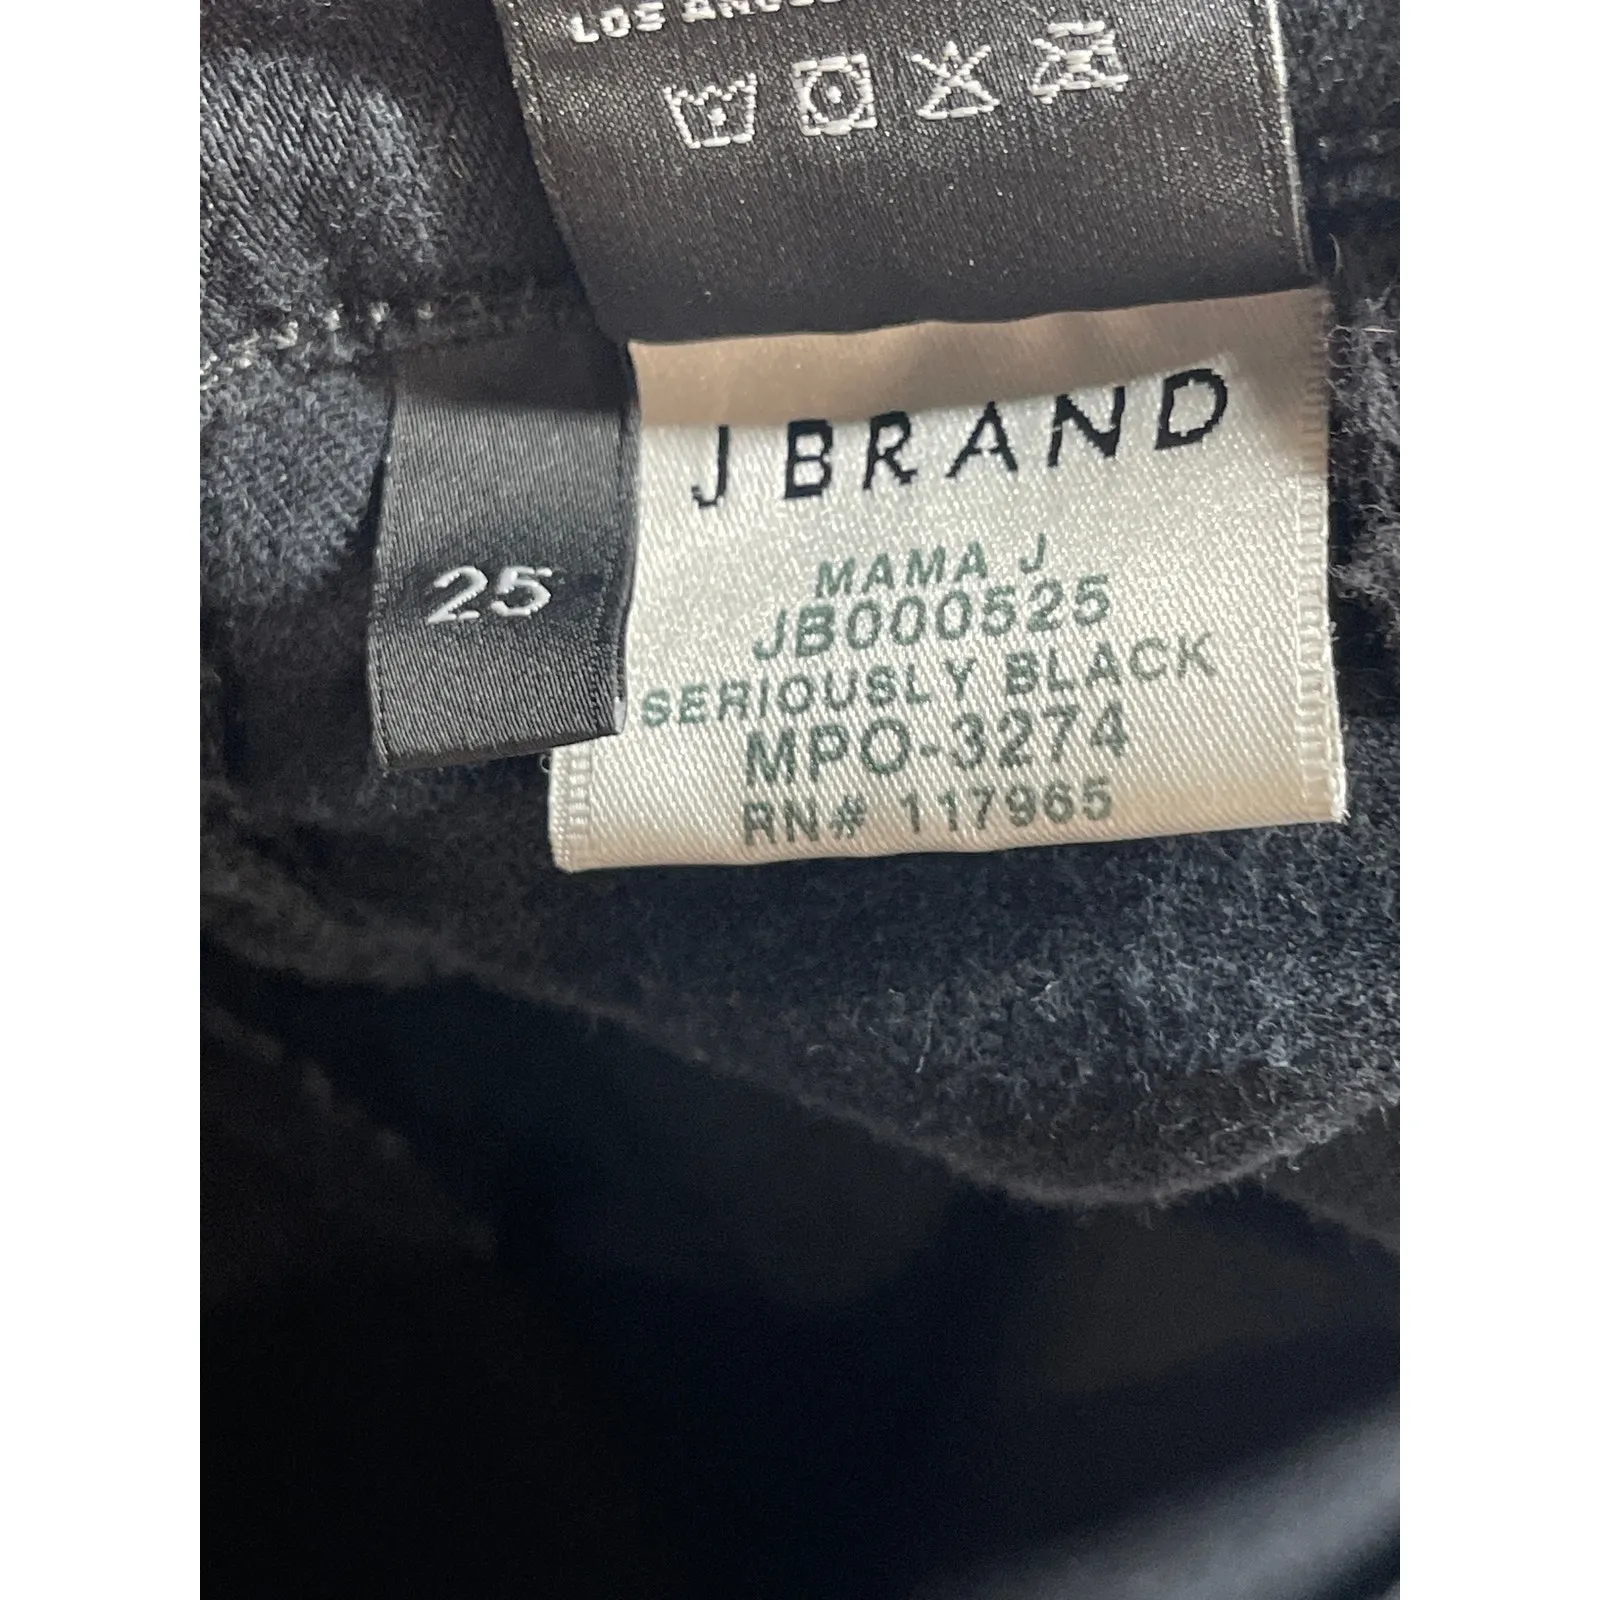 LOS ANGELES
J BRAND
25
MAMA J
JB000525
SERIOUSLY BLACK
MPO-3274
RN# 117965